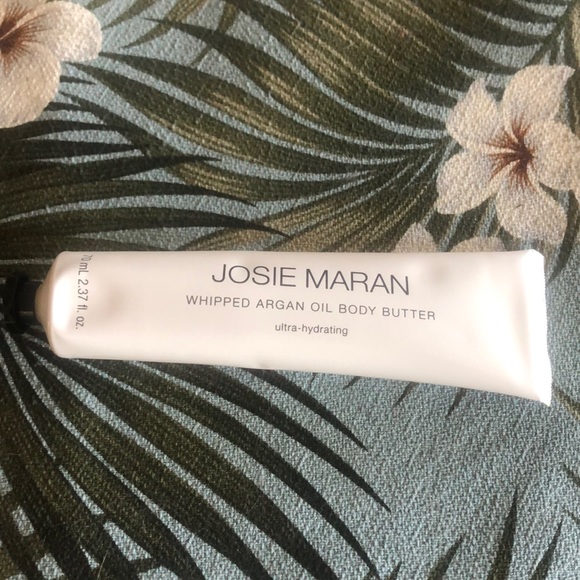 JOSIE MARAN
WHIPPED ARGAN OIL BODY BUTTER
ultra-hydrating
70 mL 2.37 fl. oz.